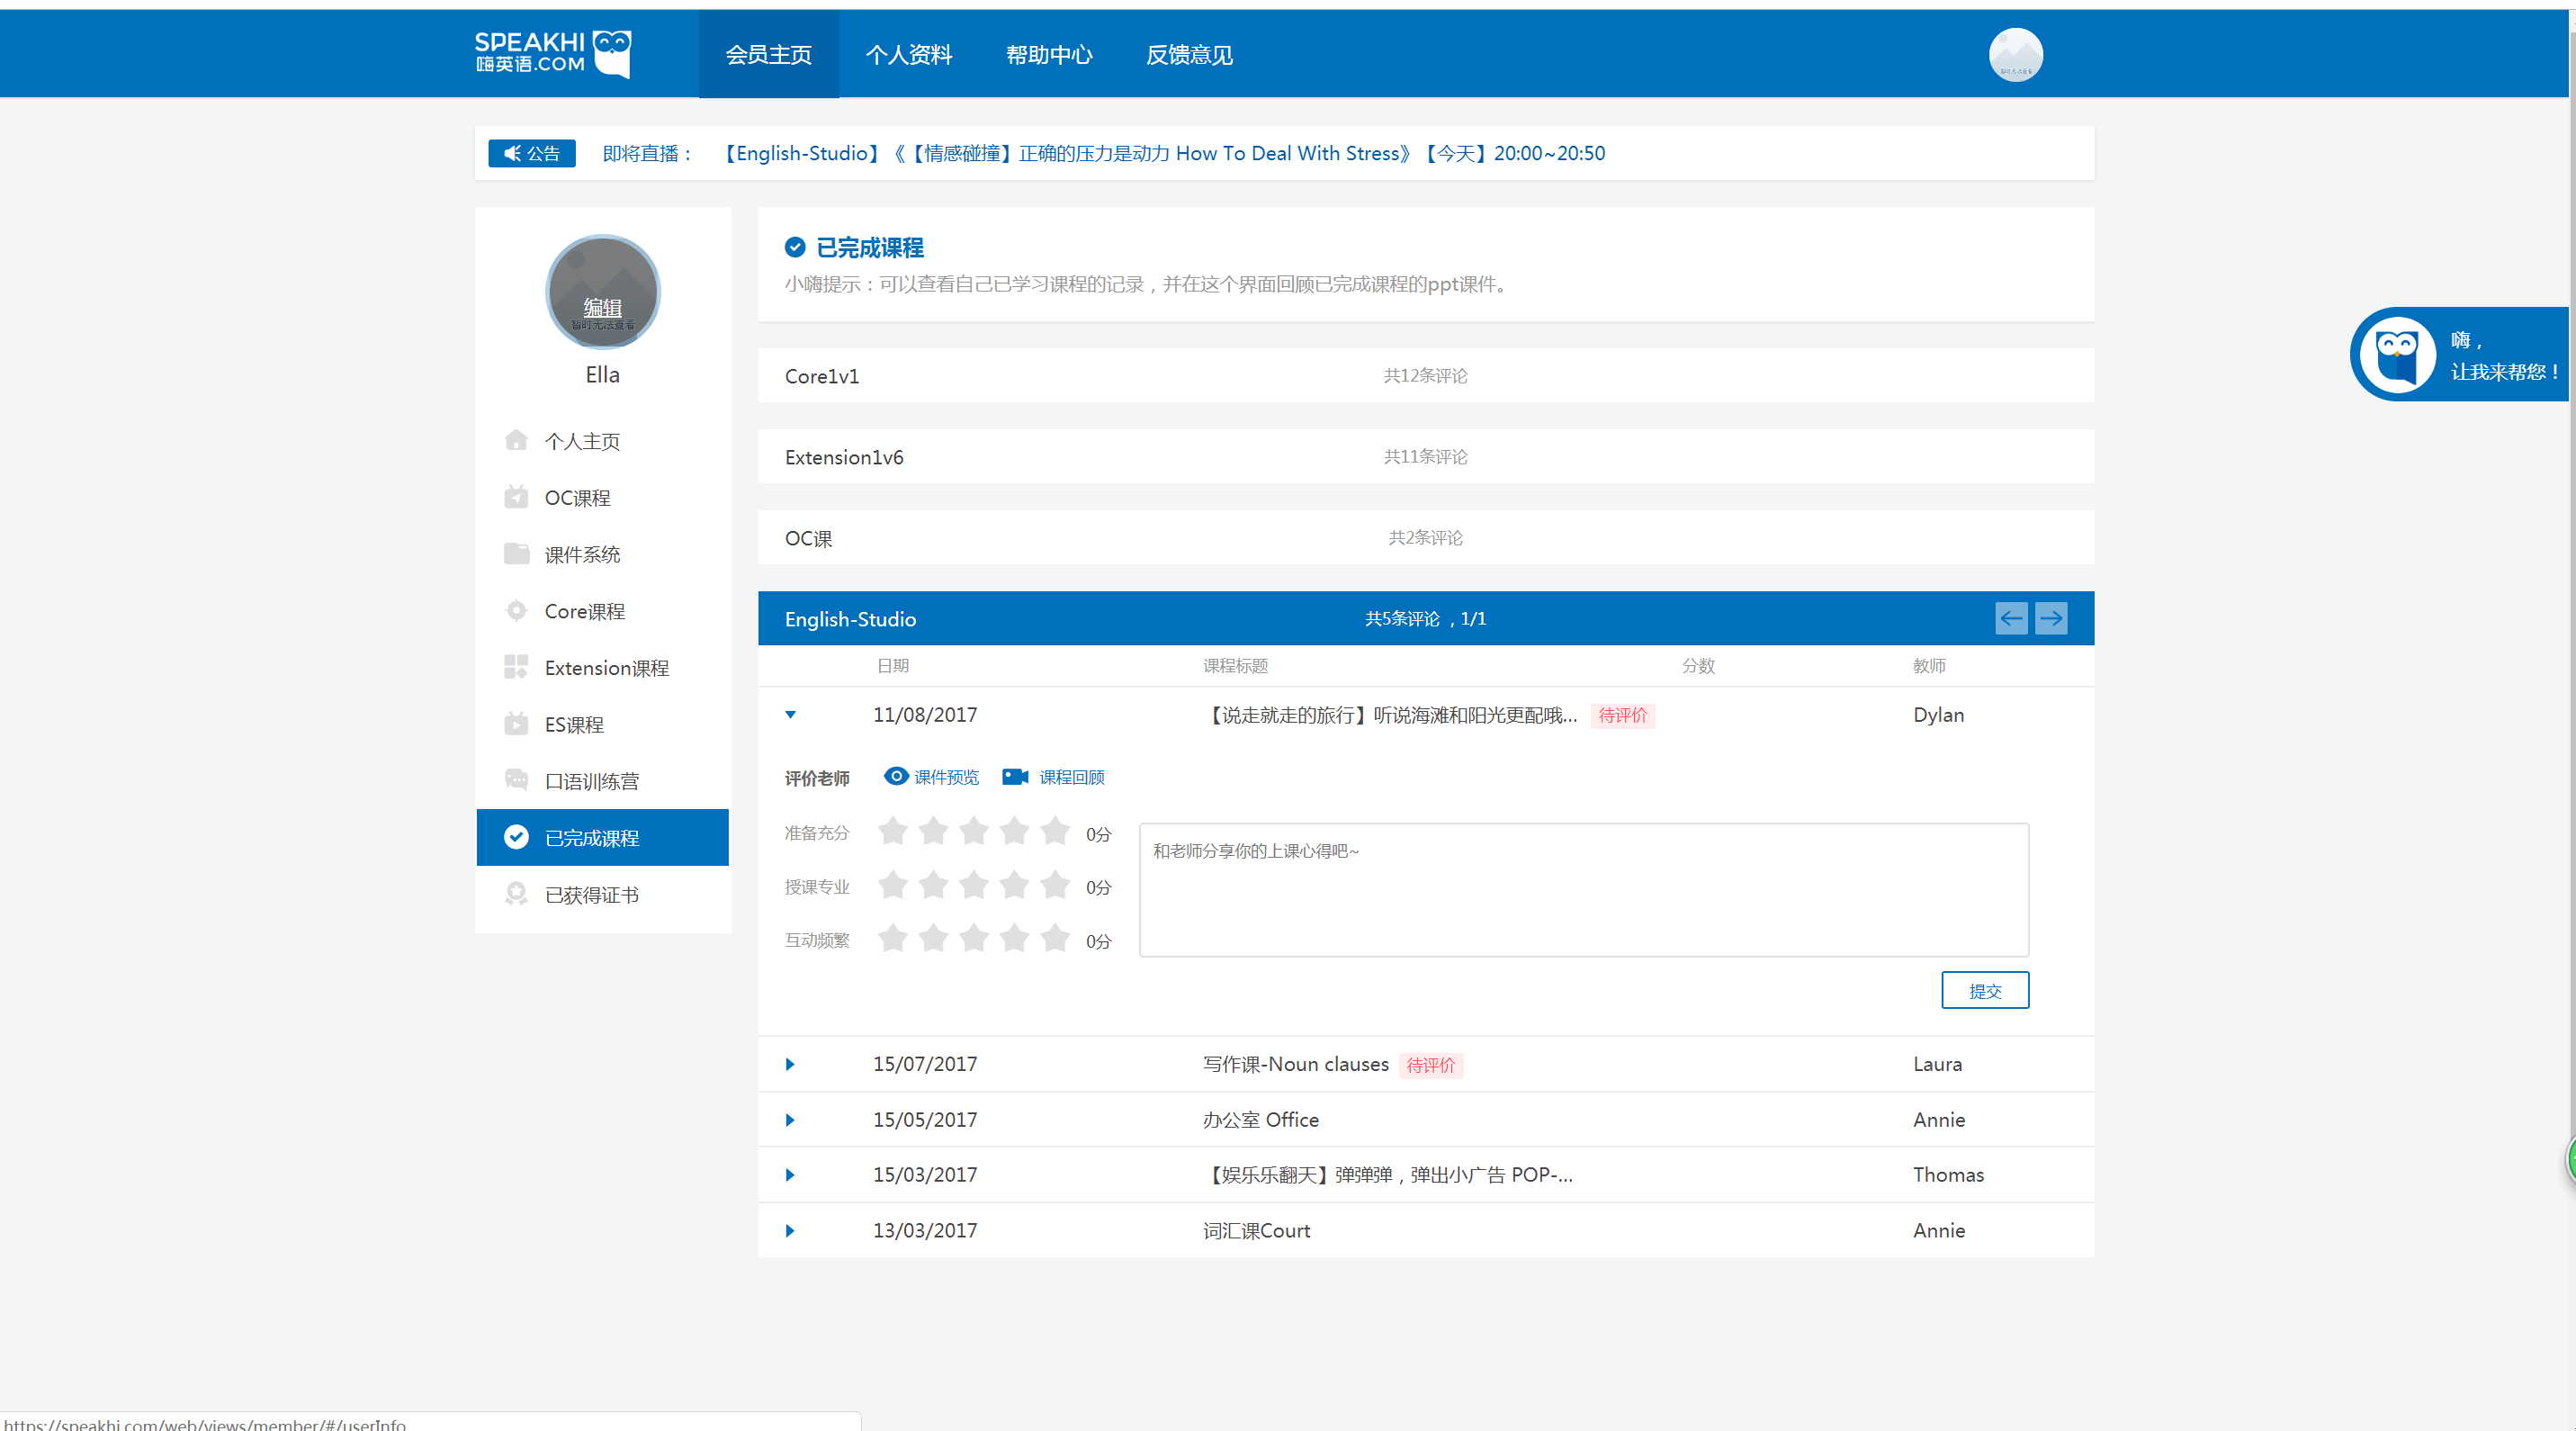 SPEAKHI
嗨英语.COM
会员主页 个人资料 帮助中心 反馈意见
暂时无法查看
公告 即将直播： 【English-Studio】《【情感碰撞】正确的压力是动力 How To Deal With Stress》【今天】20:00~20:50
编辑
暂时无法查看
Ella
个人主页
OC课程
课件系统
Core课程
Extension课程
ES课程
口语训练营
已完成课程
已获得证书
已完成课程
小嗨提示：可以查看自己已学习课程的记录，并在这个界面回顾已完成课程的ppt课件。
Core1v1 共12条评论
Extension1v6 共11条评论
OC课 共2条评论
English-Studio 共5条评论 ，1/1
日期 课程标题 分数 教师
11/08/2017 【说走就走的旅行】听说海滩和阳光更配哦... 待评价 Dylan
评价老师 课件预览 课程回顾
准备充分 0分
授课专业 0分
互动频繁 0分
和老师分享你的上课心得吧~
提交
15/07/2017 写作课-Noun clauses 待评价 Laura
15/05/2017 办公室 Office Annie
15/03/2017 【娱乐乐翻天】弹弹弹，弹出小广告 POP-... Thomas
13/03/2017 词汇课Court Annie
嗨，
让我来帮您！
https://speakhi.com/web/views/member/#/userInfo